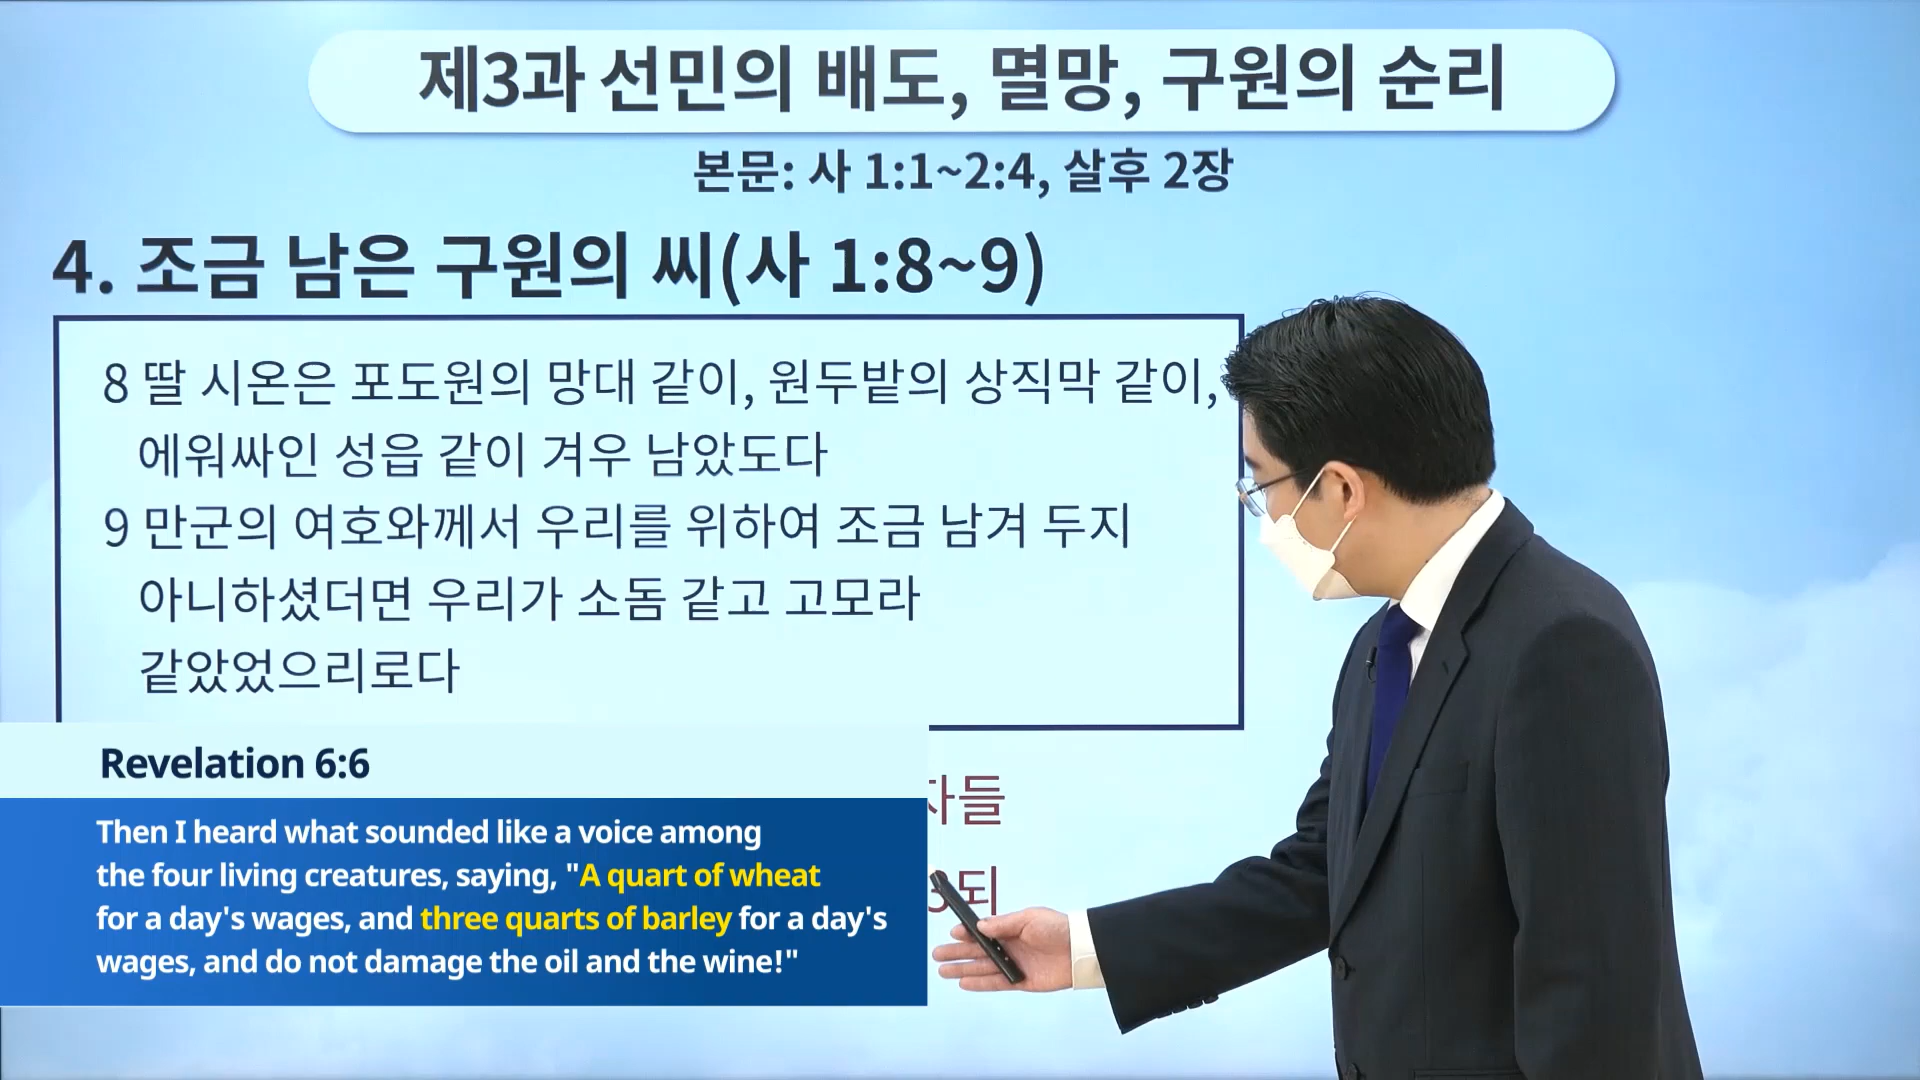 제3과 선민의 배도, 멸망, 구원의 순리
본문: 사 1:1~2:4, 살후 2장
4. 조금 남은 구원의 씨(사 1:8~9)
8 딸 시온은 포도원의 망대 같이, 원두밭의 상직막 같이,
에워싸인 성읍 같이 겨우 남았도다
9 만군의 여호와께서 우리를 위하여 조금 남겨 두지
아니하셨더면 우리가 소돔 같고 고모라
같았었으리로다
자들
3되
Revelation 6:6
Then I heard what sounded like a voice among
the four living creatures, saying, "A quart of wheat
for a day's wages, and three quarts of barley for a day's
wages, and do not damage the oil and the wine!"